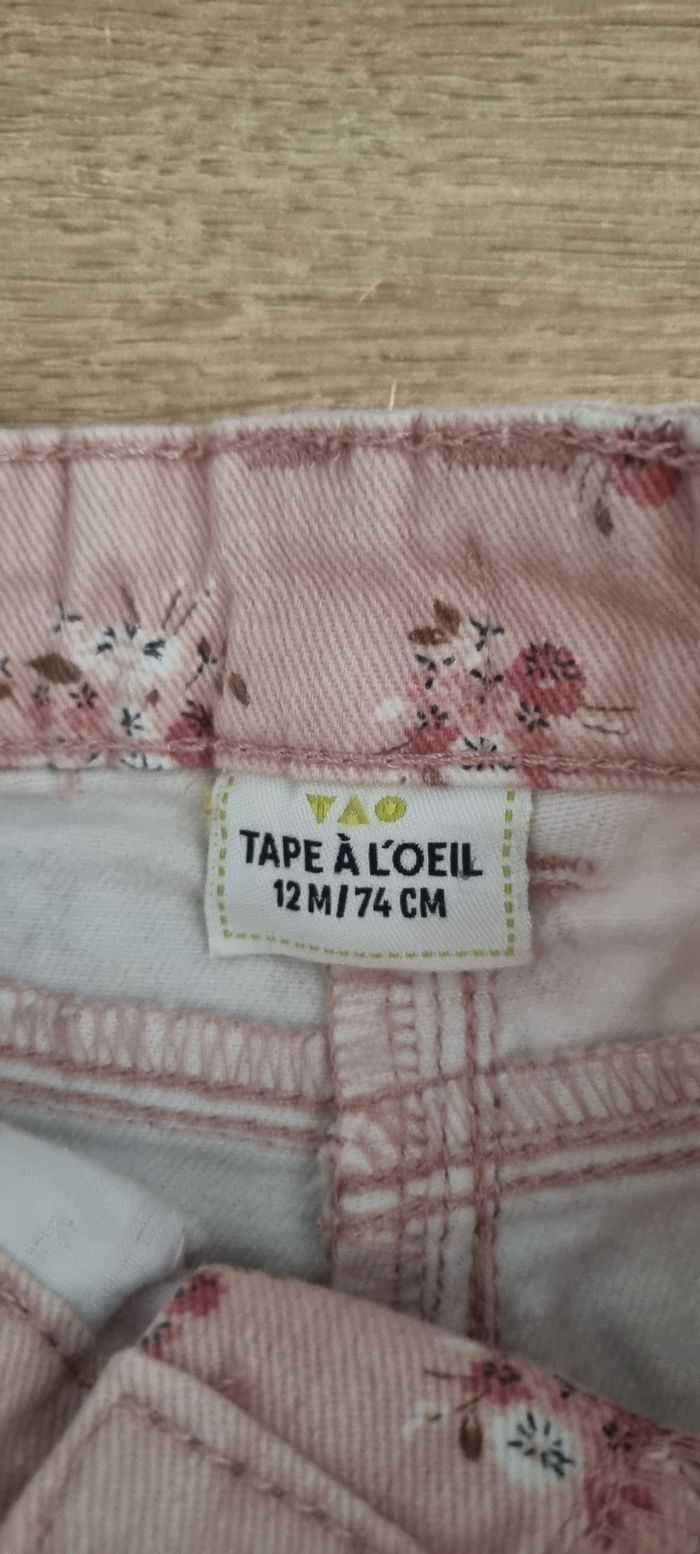 TAO
TAPE À L'OEIL
12 M/74 CM